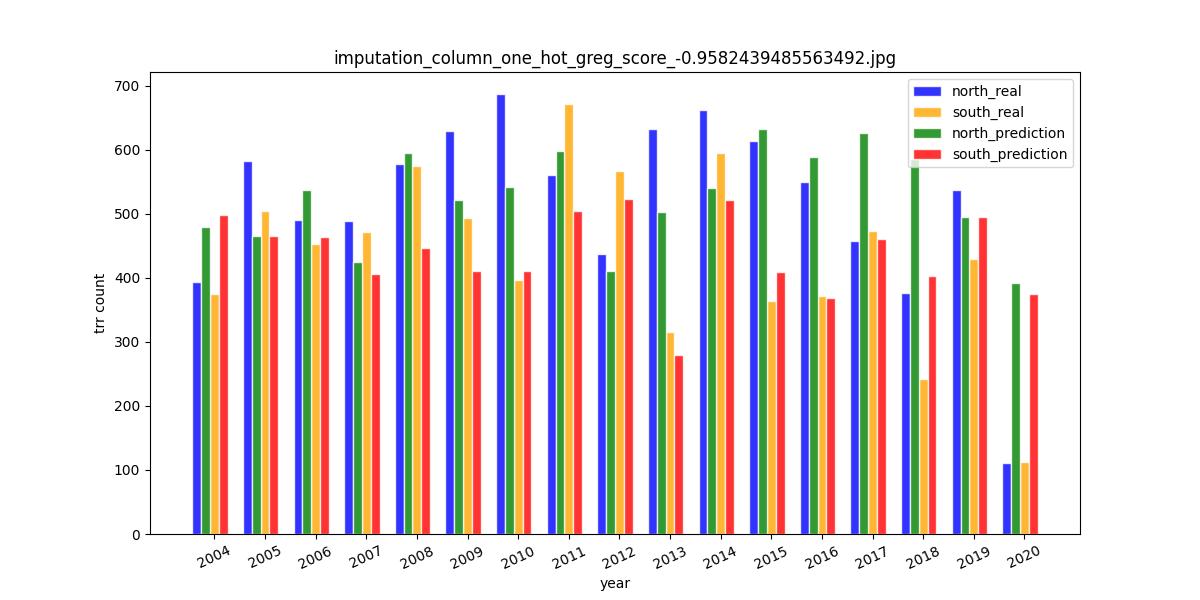 imputation_column_one_hot_greg_score_-0.9582439485563492.jpg
north_real
south_real
north_prediction
south_prediction
700
600
500
400
300
200
100
0
trr count
2004 2005 2006 2007 2008 2009 2010 2011 2012 2013 2014 2015 2016 2017 2018 2019 2020
year